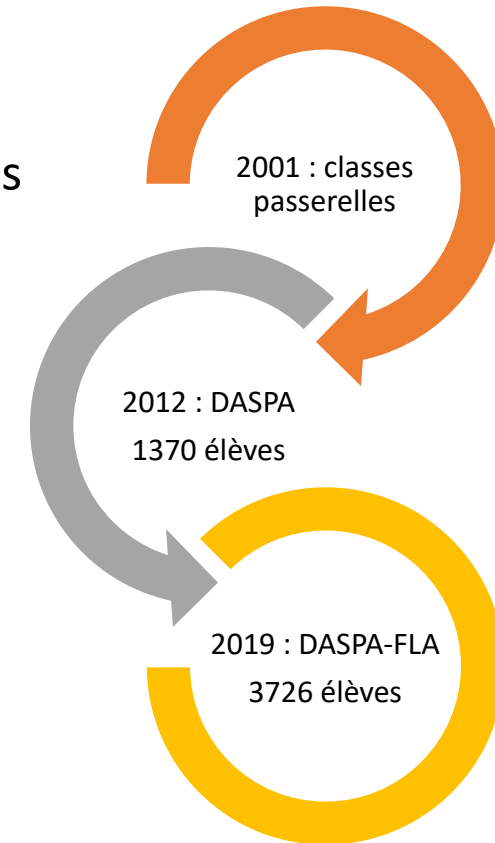 s
2001 : classes
passerelles
2012 : DASPA
1370 élèves
2019 : DASPA-FLA
3726 élèves